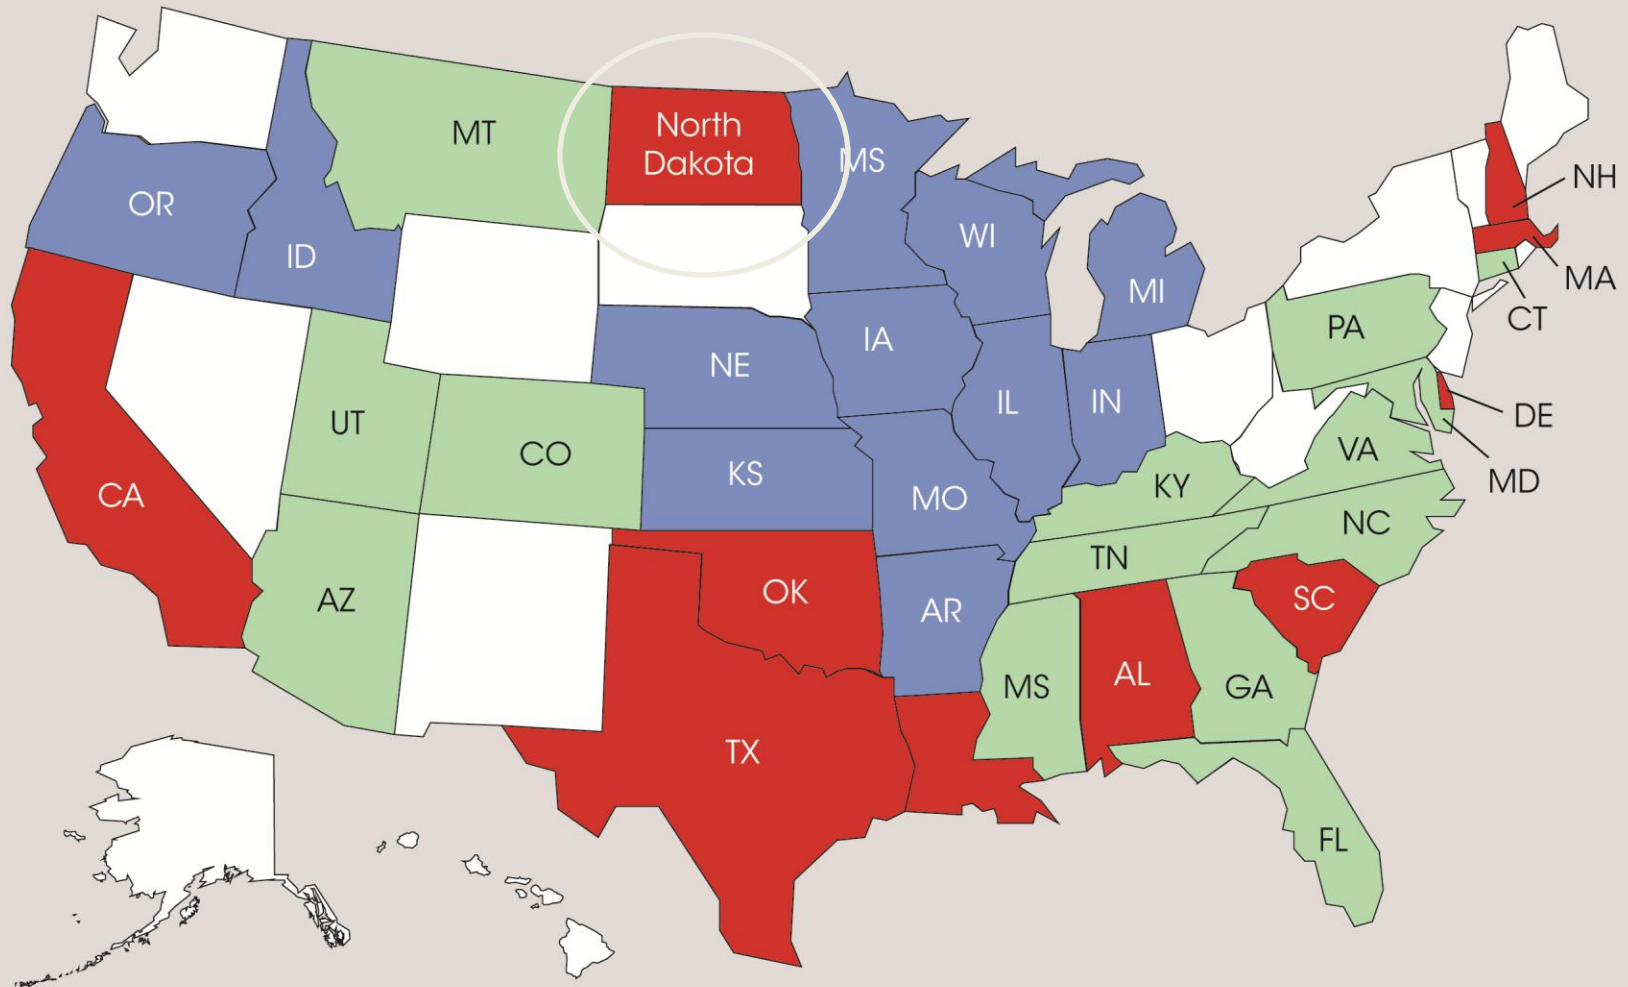 North
Dakota
MT
MS
NH
OR
WI
ID
MA
MI
CT
PA
IA
NE
UT
IL
IN
DE
CO
VA
KS
MD
CA
MO
KY
NC
TN
AZ
OK
AR
SC
MS
AL
GA
TX
FL